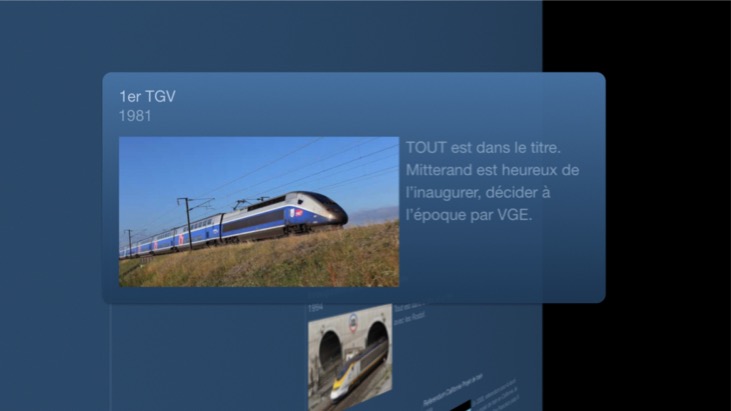 1er TGV
1981
TOUT est dans le titre.
Mitterand est heureux de
l'inaugurer, décider à
l'époque par VGE.
1994